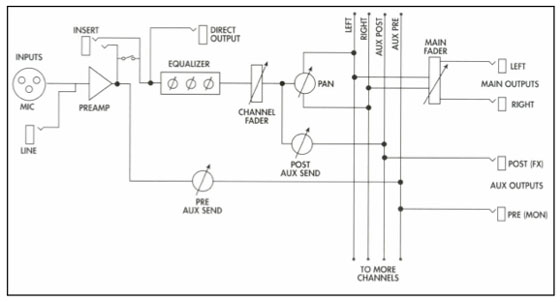 INSERT
DIRECT
OUTPUT
LEFT
RIGHT
AUX POST
AUX PRE
MAIN
FADER
INPUTS
EQUALIZER
LEFT
MAIN OUTPUTS
RIGHT
MIC
PREAMP
CHANNEL
FADER
PAN
LINE
POST
AUX SEND
POST (FX)
AUX OUTPUTS
PRE
AUX SEND
PRE (MON)
TO MORE
CHANNELS